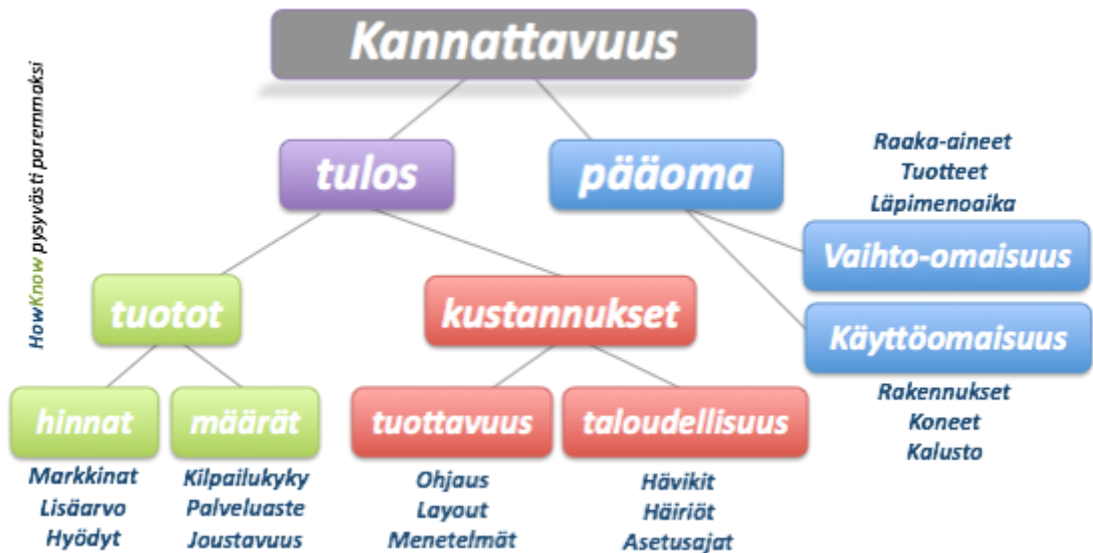 Kannattavuus
HowKnow pysyvästi paremmaksi
tulos
pääoma
Raaka-aineet
Tuotteet
Läpimenoaika
Vaihto-omaisuus
Käyttöomaisuus
Rakennukset
Koneet
Kalusto
tuotot
kustannukset
hinnat
määrät
tuottavuus
taloudellisuus
Markkinat
Lisäarvo
Hyödyt
Kilpailukyky
Palveluaste
Joustavuus
Ohjaus
Layout
Menetelmät
Hävikit
Häiriöt
Asetusajat